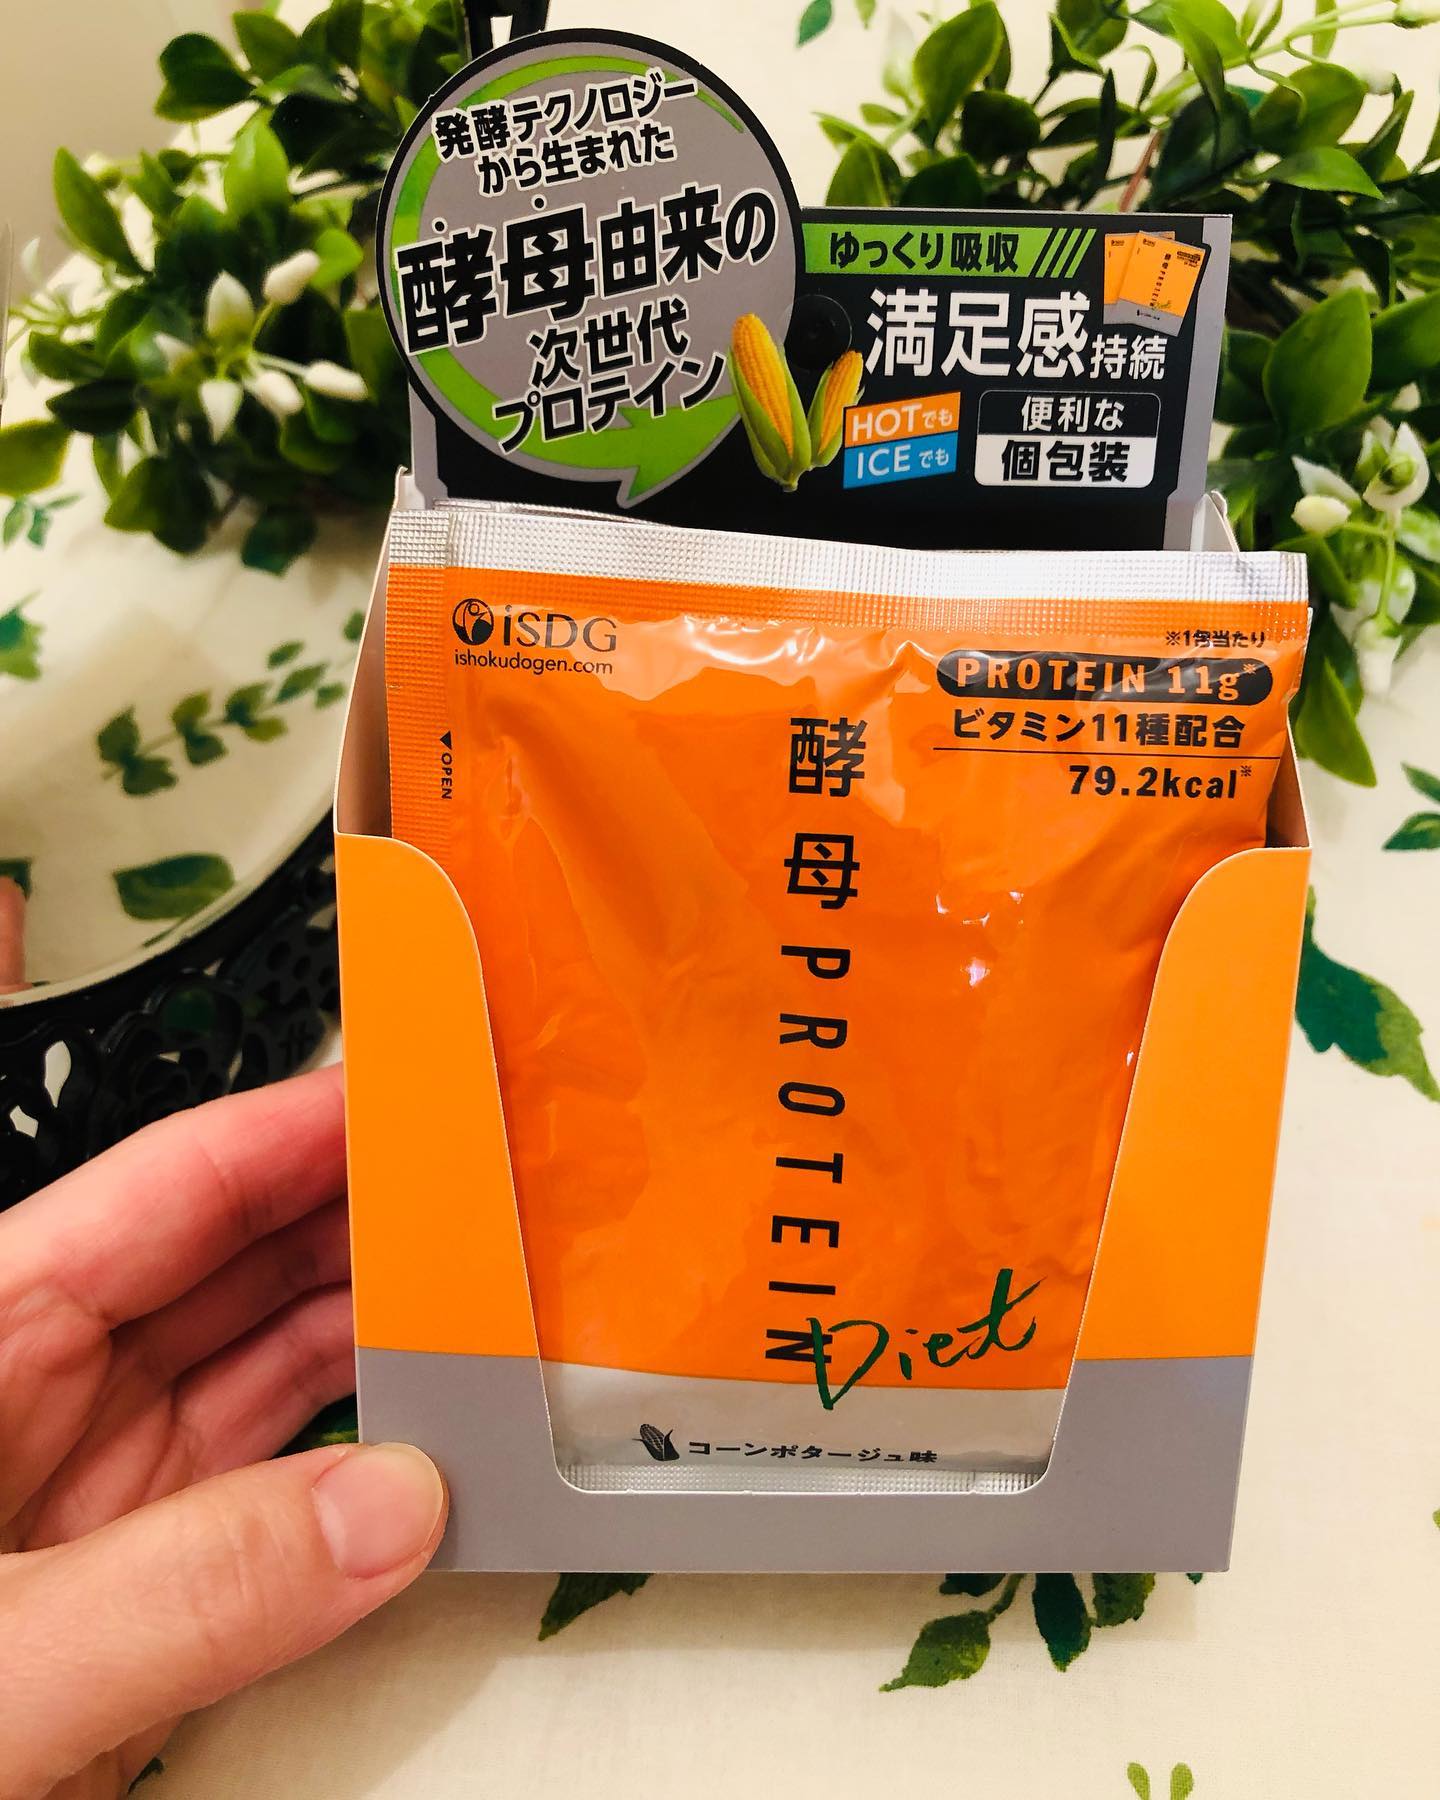 発酵テクノロジー
から生まれた
酵母由来の
次世代
プロテイン
ゆっくり吸収
満足感持続
HOTでも
ICEでも
便利な
個包装
iSDG
ishokudogen.com
※1包当たり
PROTEIN 11g※
ビタミン11種配合
79.2kcal※
OPEN
酵母PROTEIN
Diet
コーンポタージュ味